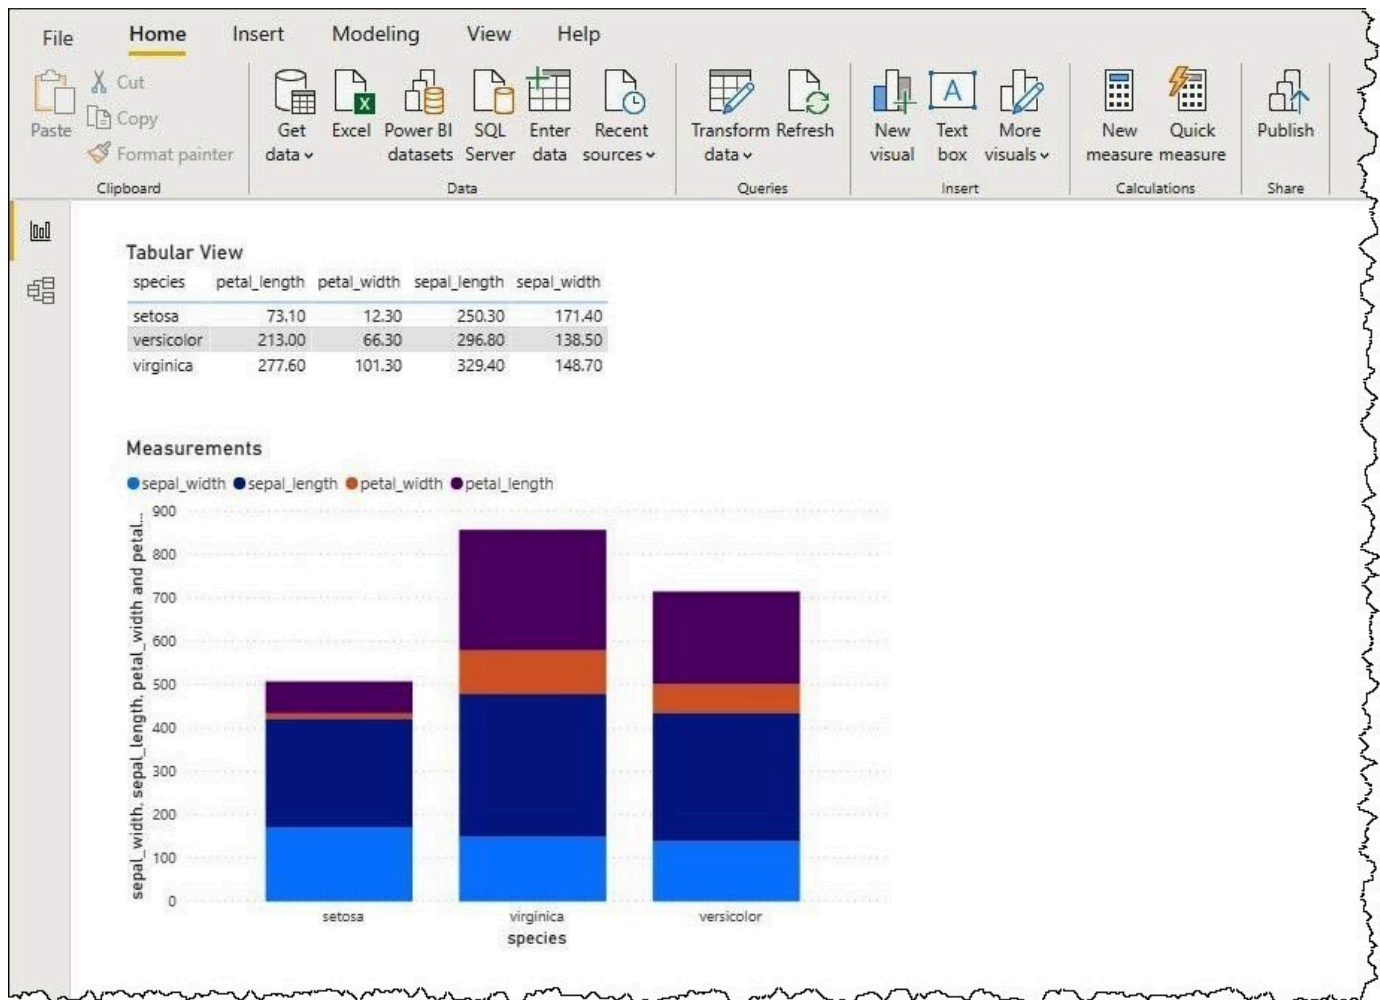 File Home Insert Modeling View Help
Paste
Cut
Copy
Format painter
Clipboard
Get data
Excel
Power BI datasets
SQL Server
Enter data
Recent sources
Data
Transform data
Refresh
Queries
New visual
A
Text box
More visuals
Insert
New measure
Quick measure
Calculations
Publish
Share
Tabular View
species petal_length petal_width sepal_length sepal_width
setosa 73.10 12.30 250.30 171.40
versicolor 213.00 66.30 296.80 138.50
virginica 277.60 101.30 329.40 148.70
Measurements
sepal_width sepal_length petal_width petal_length
sepal_width, sepal_length, petal_width and petal...
900
800
700
600
500
400
300
200
100
0
setosa virginica versicolor
species